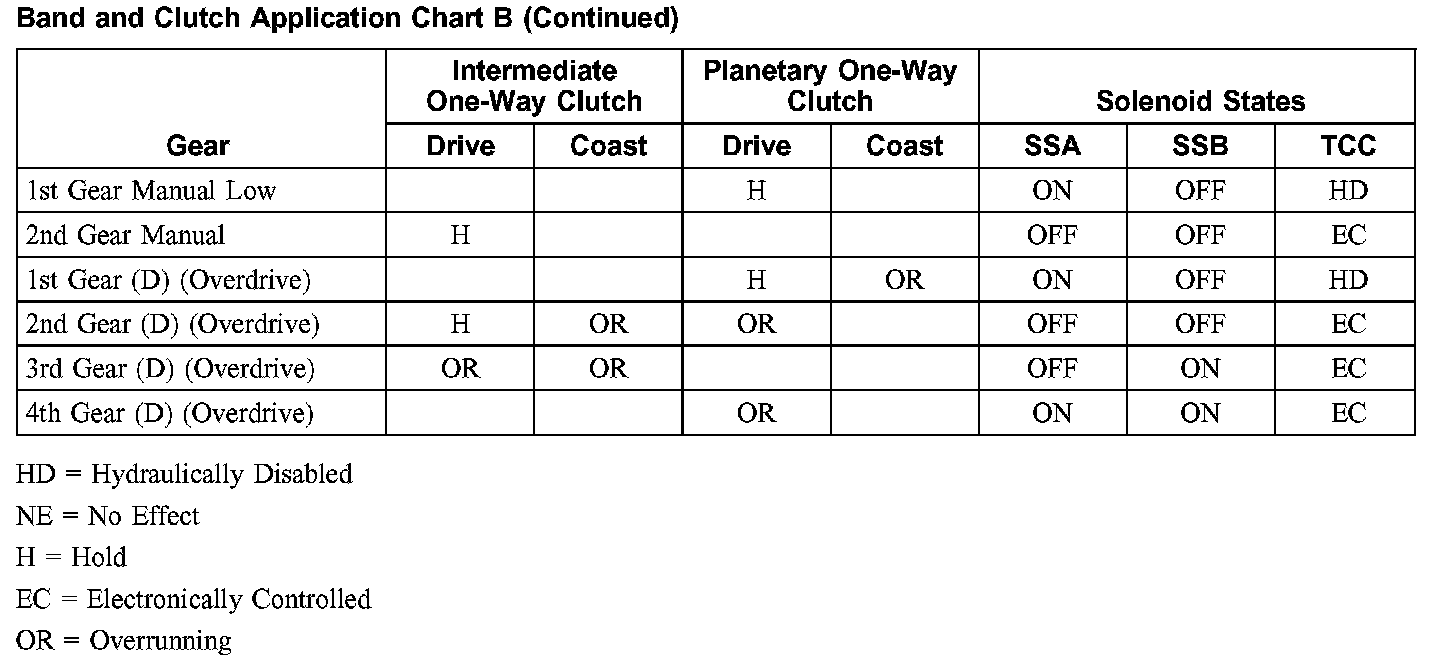 Band and Clutch Application Chart B (Continued)
Gear Intermediate One-Way Clutch Planetary One-Way Clutch Solenoid States
Drive Coast Drive Coast SSA SSB TCC
1st Gear Manual Low H ON OFF HD
2nd Gear Manual H OFF OFF EC
1st Gear (D) (Overdrive) H OR ON OFF HD
2nd Gear (D) (Overdrive) H OR OR OFF OFF EC
3rd Gear (D) (Overdrive) OR OR OFF ON EC
4th Gear (D) (Overdrive) OR ON ON EC
HD = Hydraulically Disabled
NE = No Effect
H = Hold
EC = Electronically Controlled
OR = Overrunning